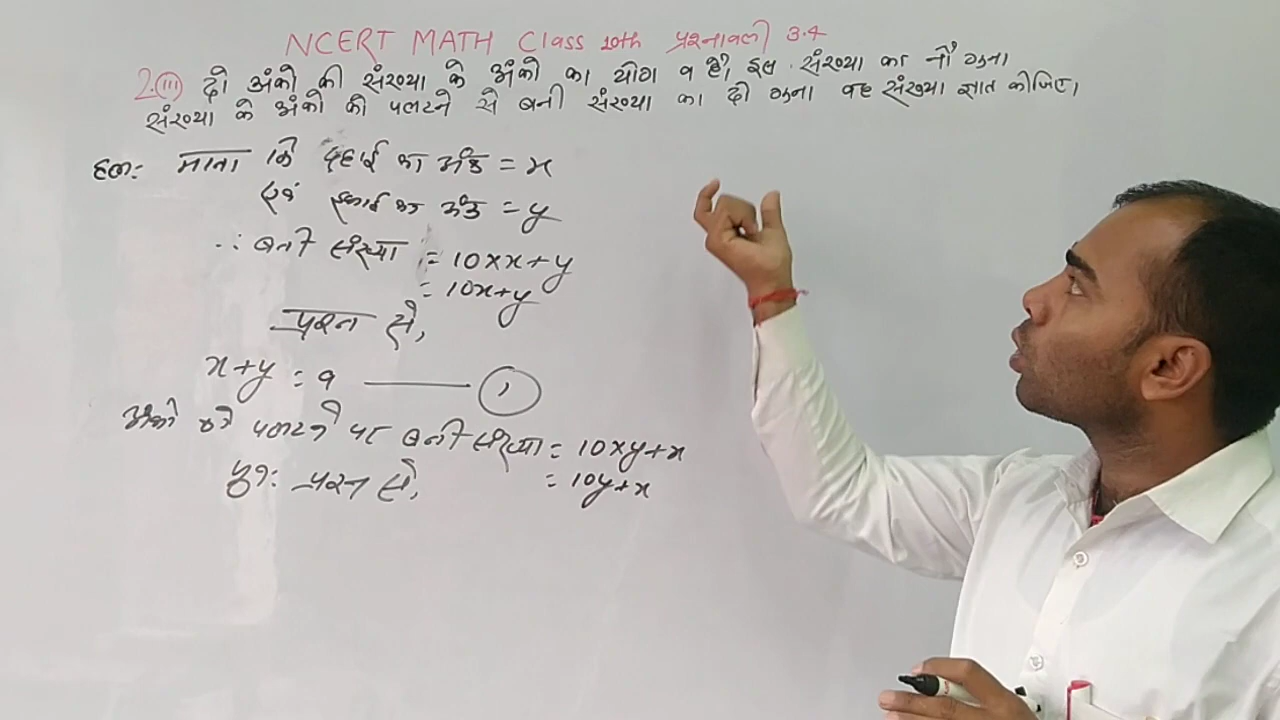 NCERT MATH Class 10th प्रश्नावली 3.4
2.(iii) दो अंको की संख्या के अंको का योग 9 है, इस संख्या का नौ गुना
संख्या के अंको को पलटने से बनी संख्या का दो गुना वह संख्या ज्ञात कीजिए।
हल: माना कि दहाई का अंक = x
एवं इकाई का अंक = y
∴ बनी संख्या = 10×x+y
= 10x+y
प्रश्न से,
x+y = 9 ——— (1)
अंको को पलटने पर बनी संख्या = 10×y+x
= 10y+x
पुन: प्रश्न से,